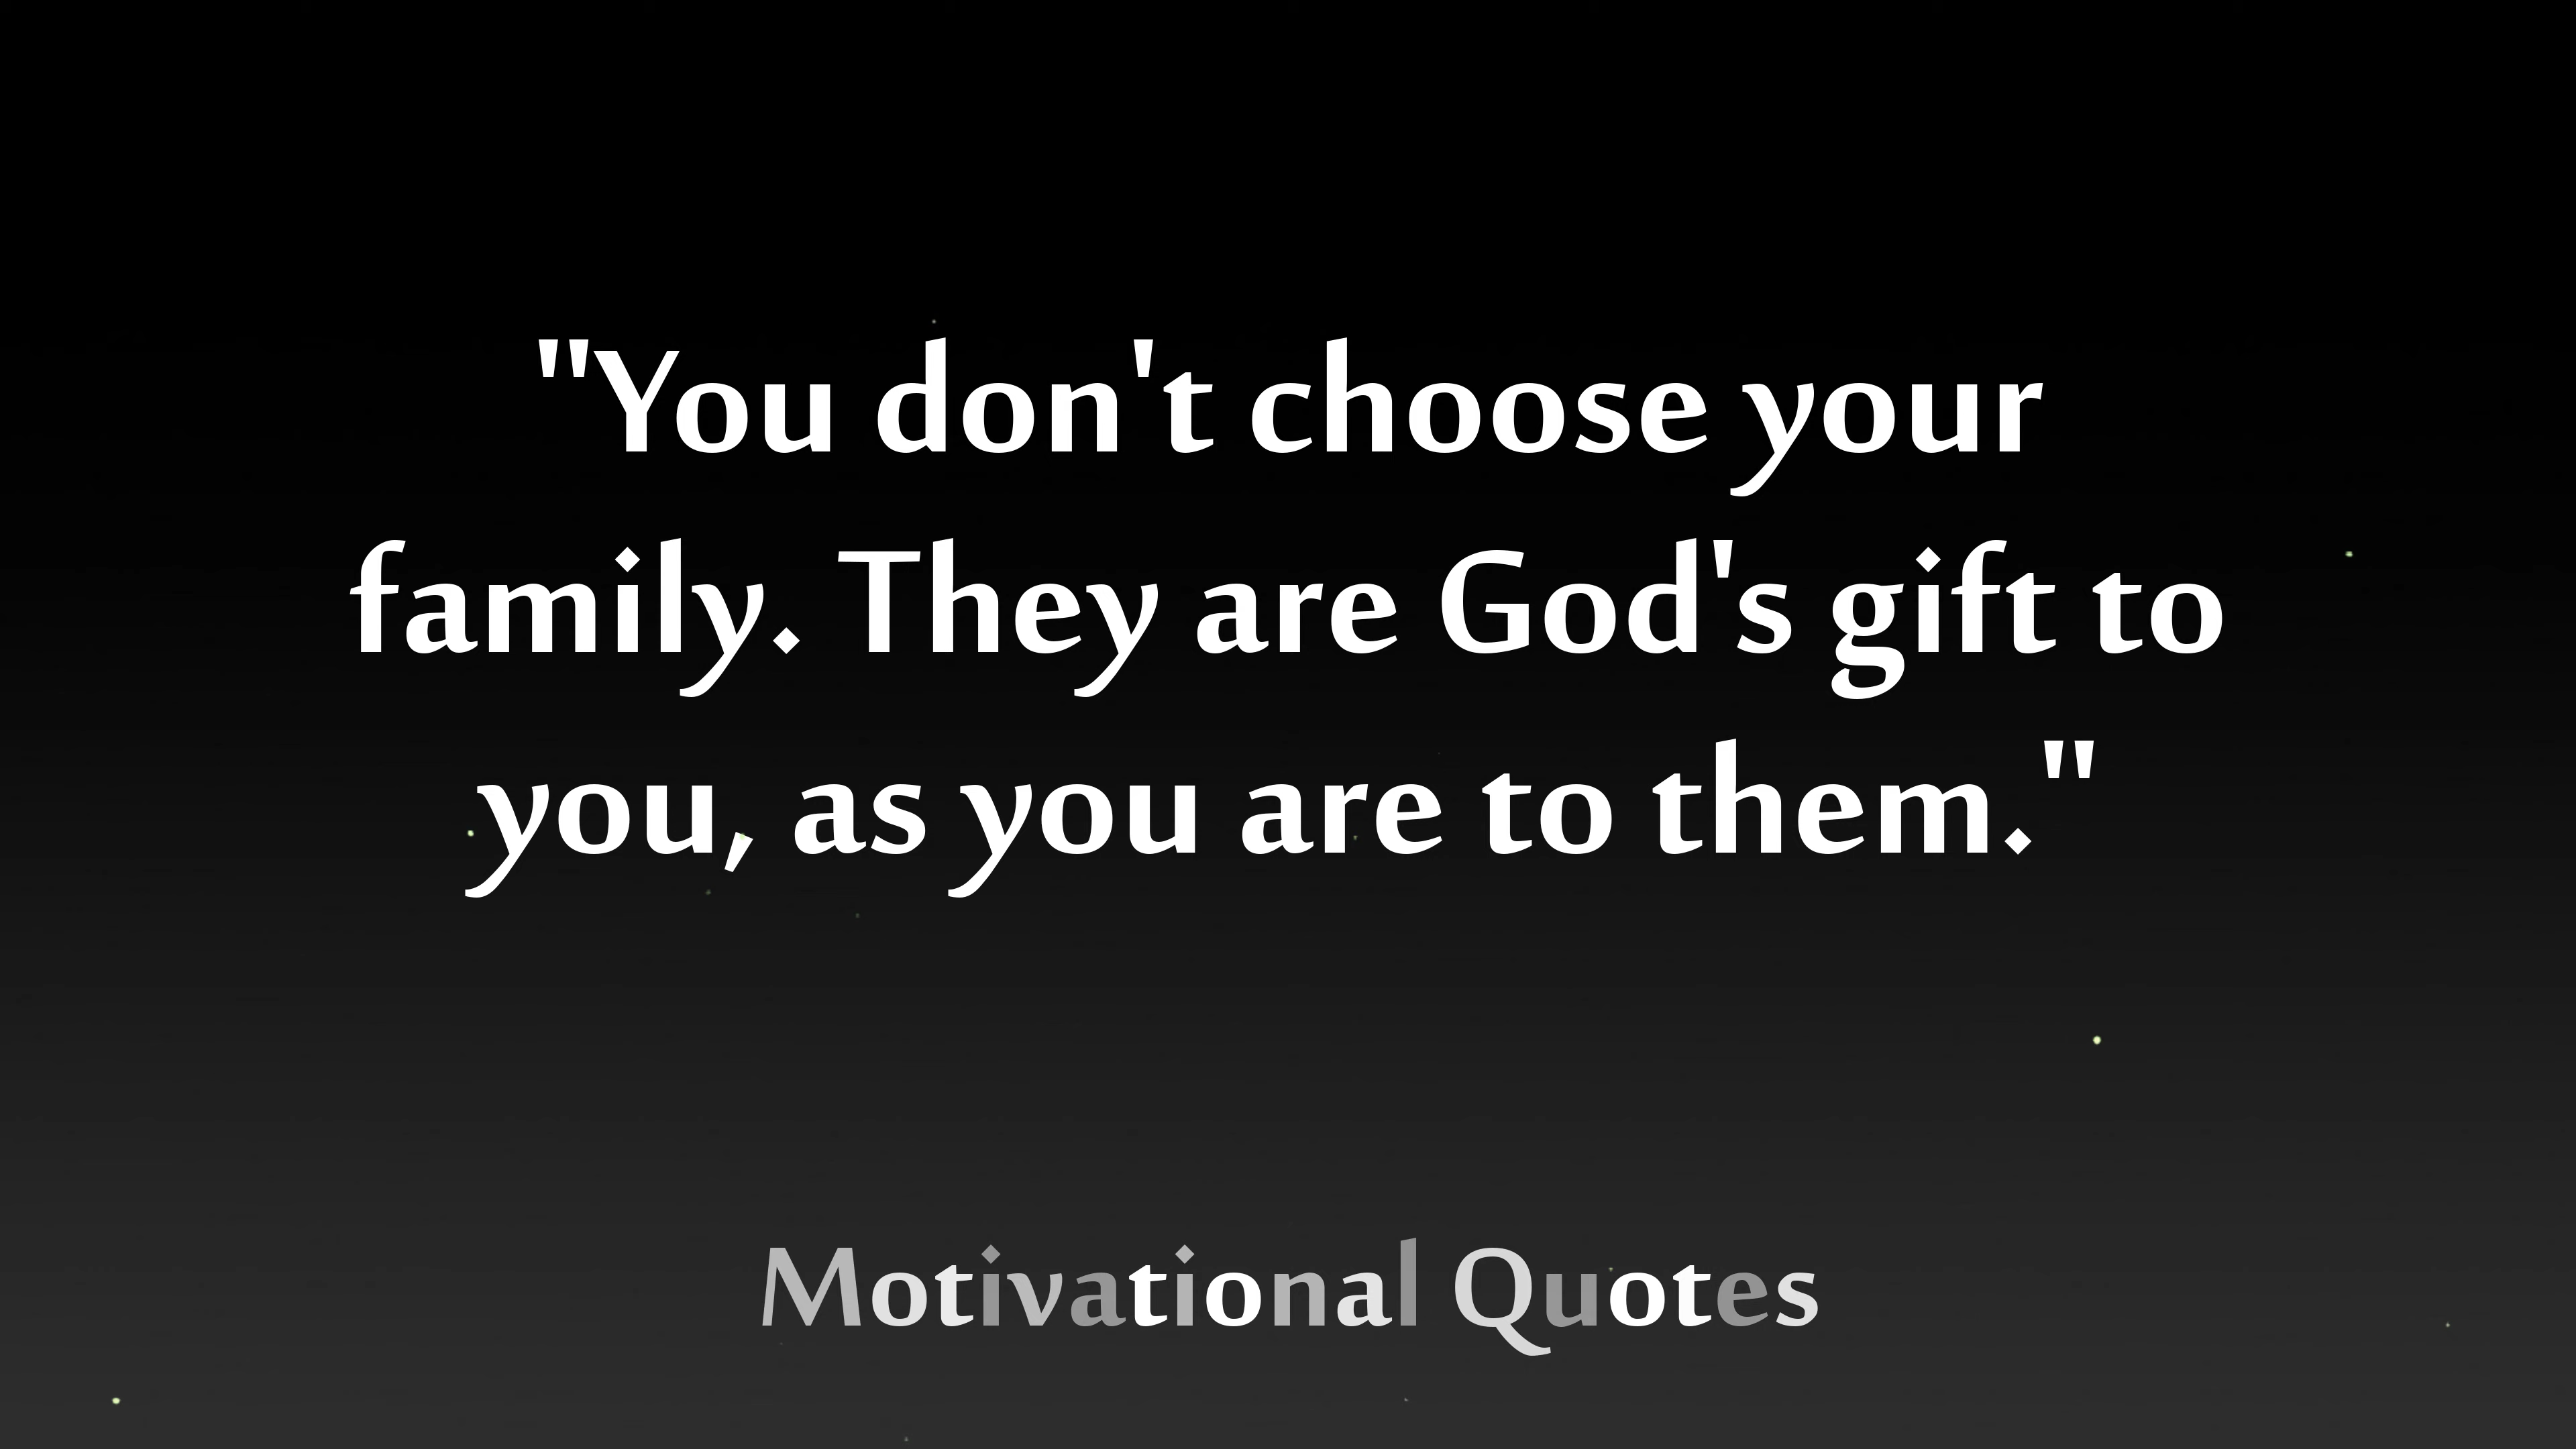 "You don't choose your
family. They are God's gift to
you, as you are to them."
Motivational Quotes